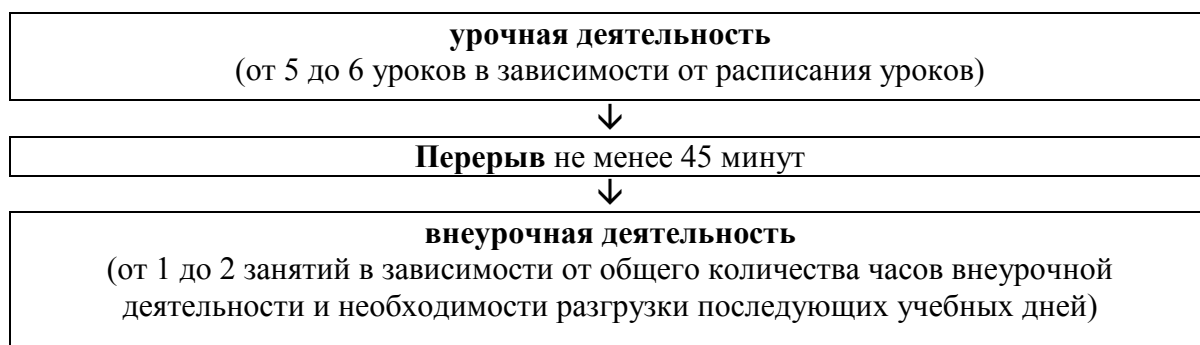 урочная деятельность
(от 5 до 6 уроков в зависимости от расписания уроков)
↓
Перерыв не менее 45 минут
↓
внеурочная деятельность
(от 1 до 2 занятий в зависимости от общего количества часов внеурочной
деятельности и необходимости разгрузки последующих учебных дней)